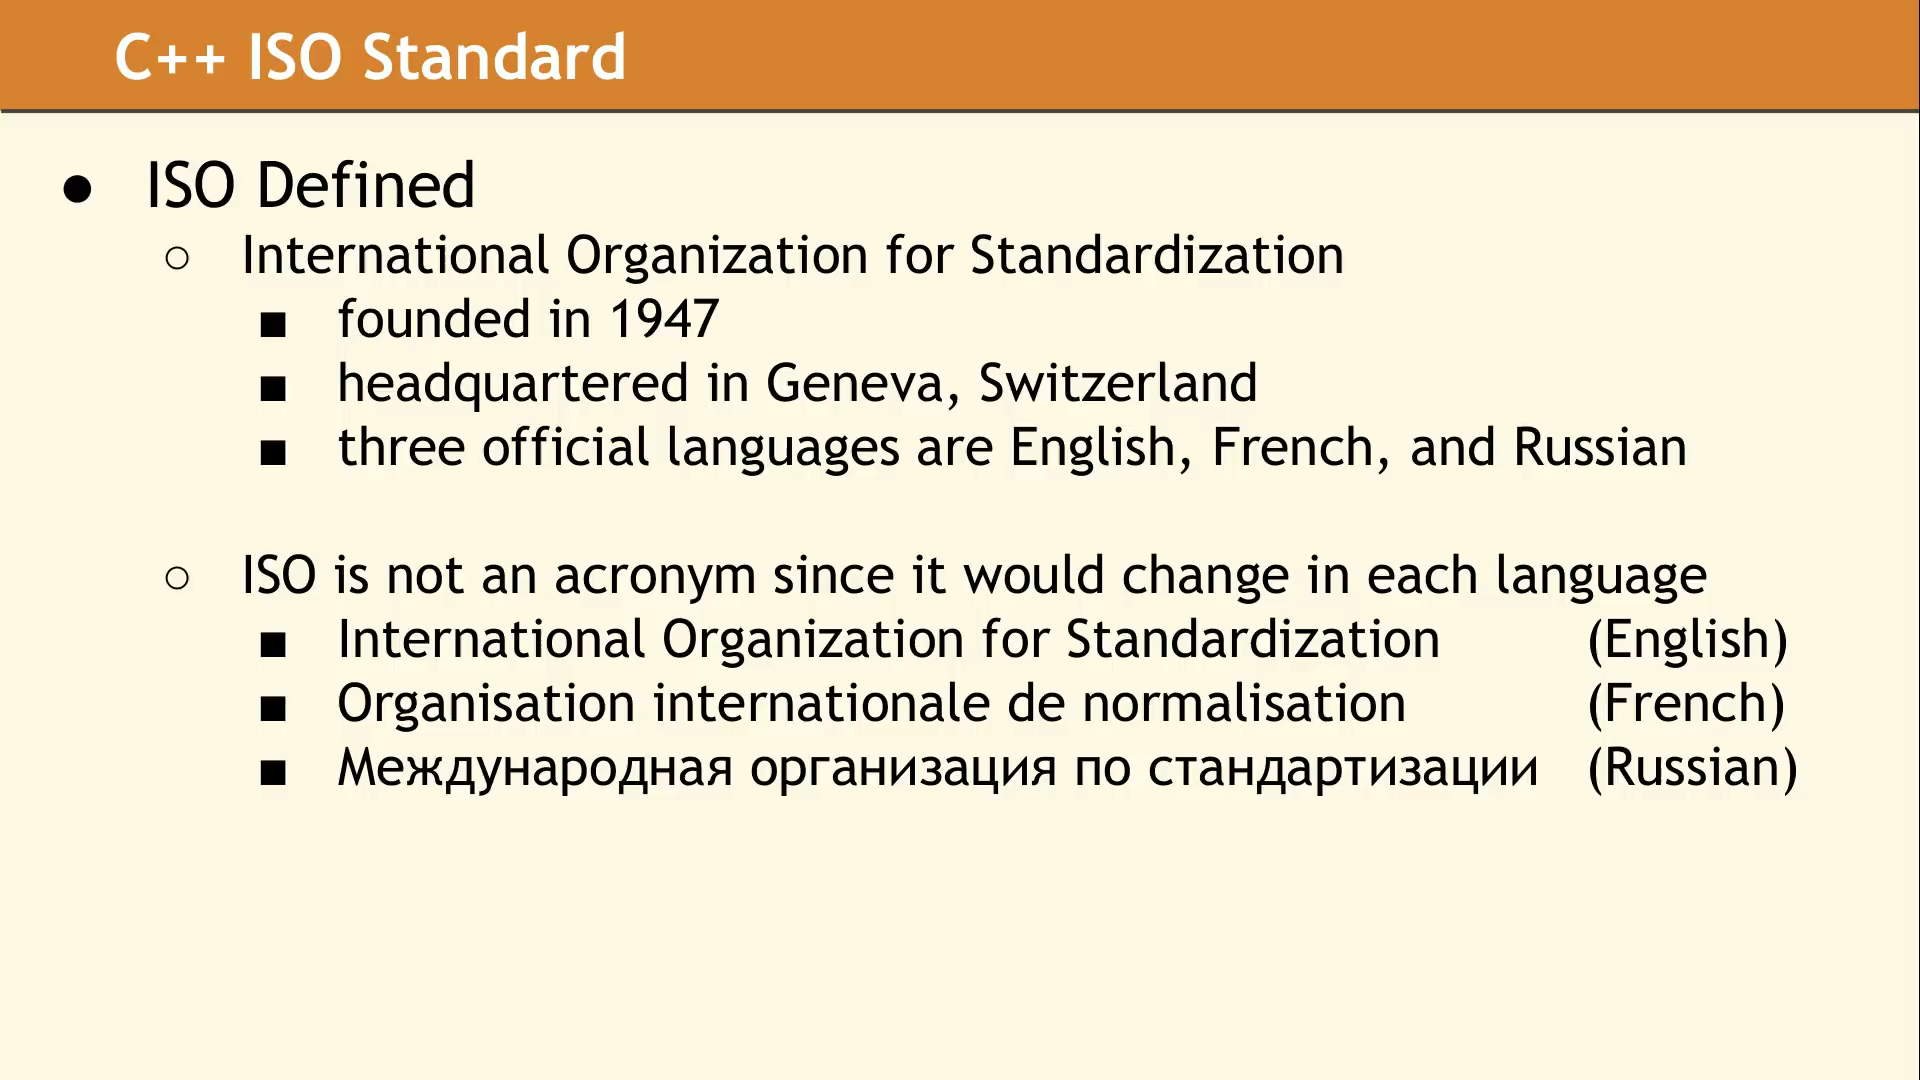 C++ ISO Standard
● ISO Defined
○ International Organization for Standardization
■ founded in 1947
■ headquartered in Geneva, Switzerland
■ three official languages are English, French, and Russian
○ ISO is not an acronym since it would change in each language
■ International Organization for Standardization (English)
■ Organisation internationale de normalisation (French)
■ Международная организация по стандартизации (Russian)